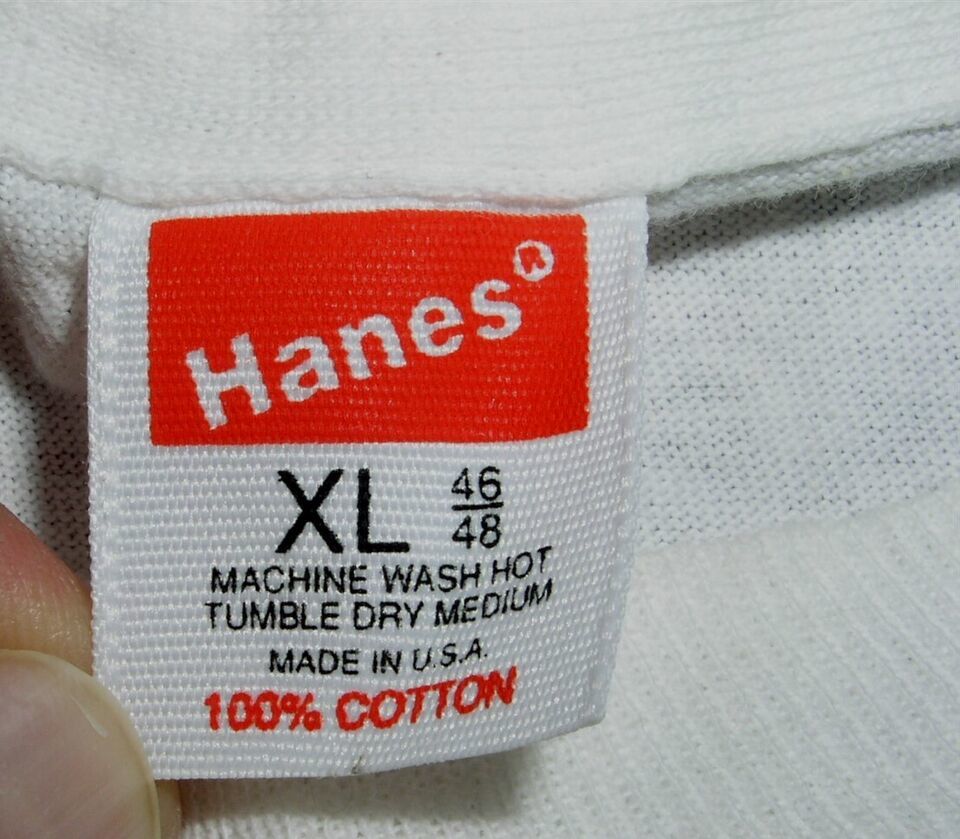 Hanes®
XL 46/48
MACHINE WASH HOT
TUMBLE DRY MEDIUM
MADE IN U.S.A.
100% COTTON